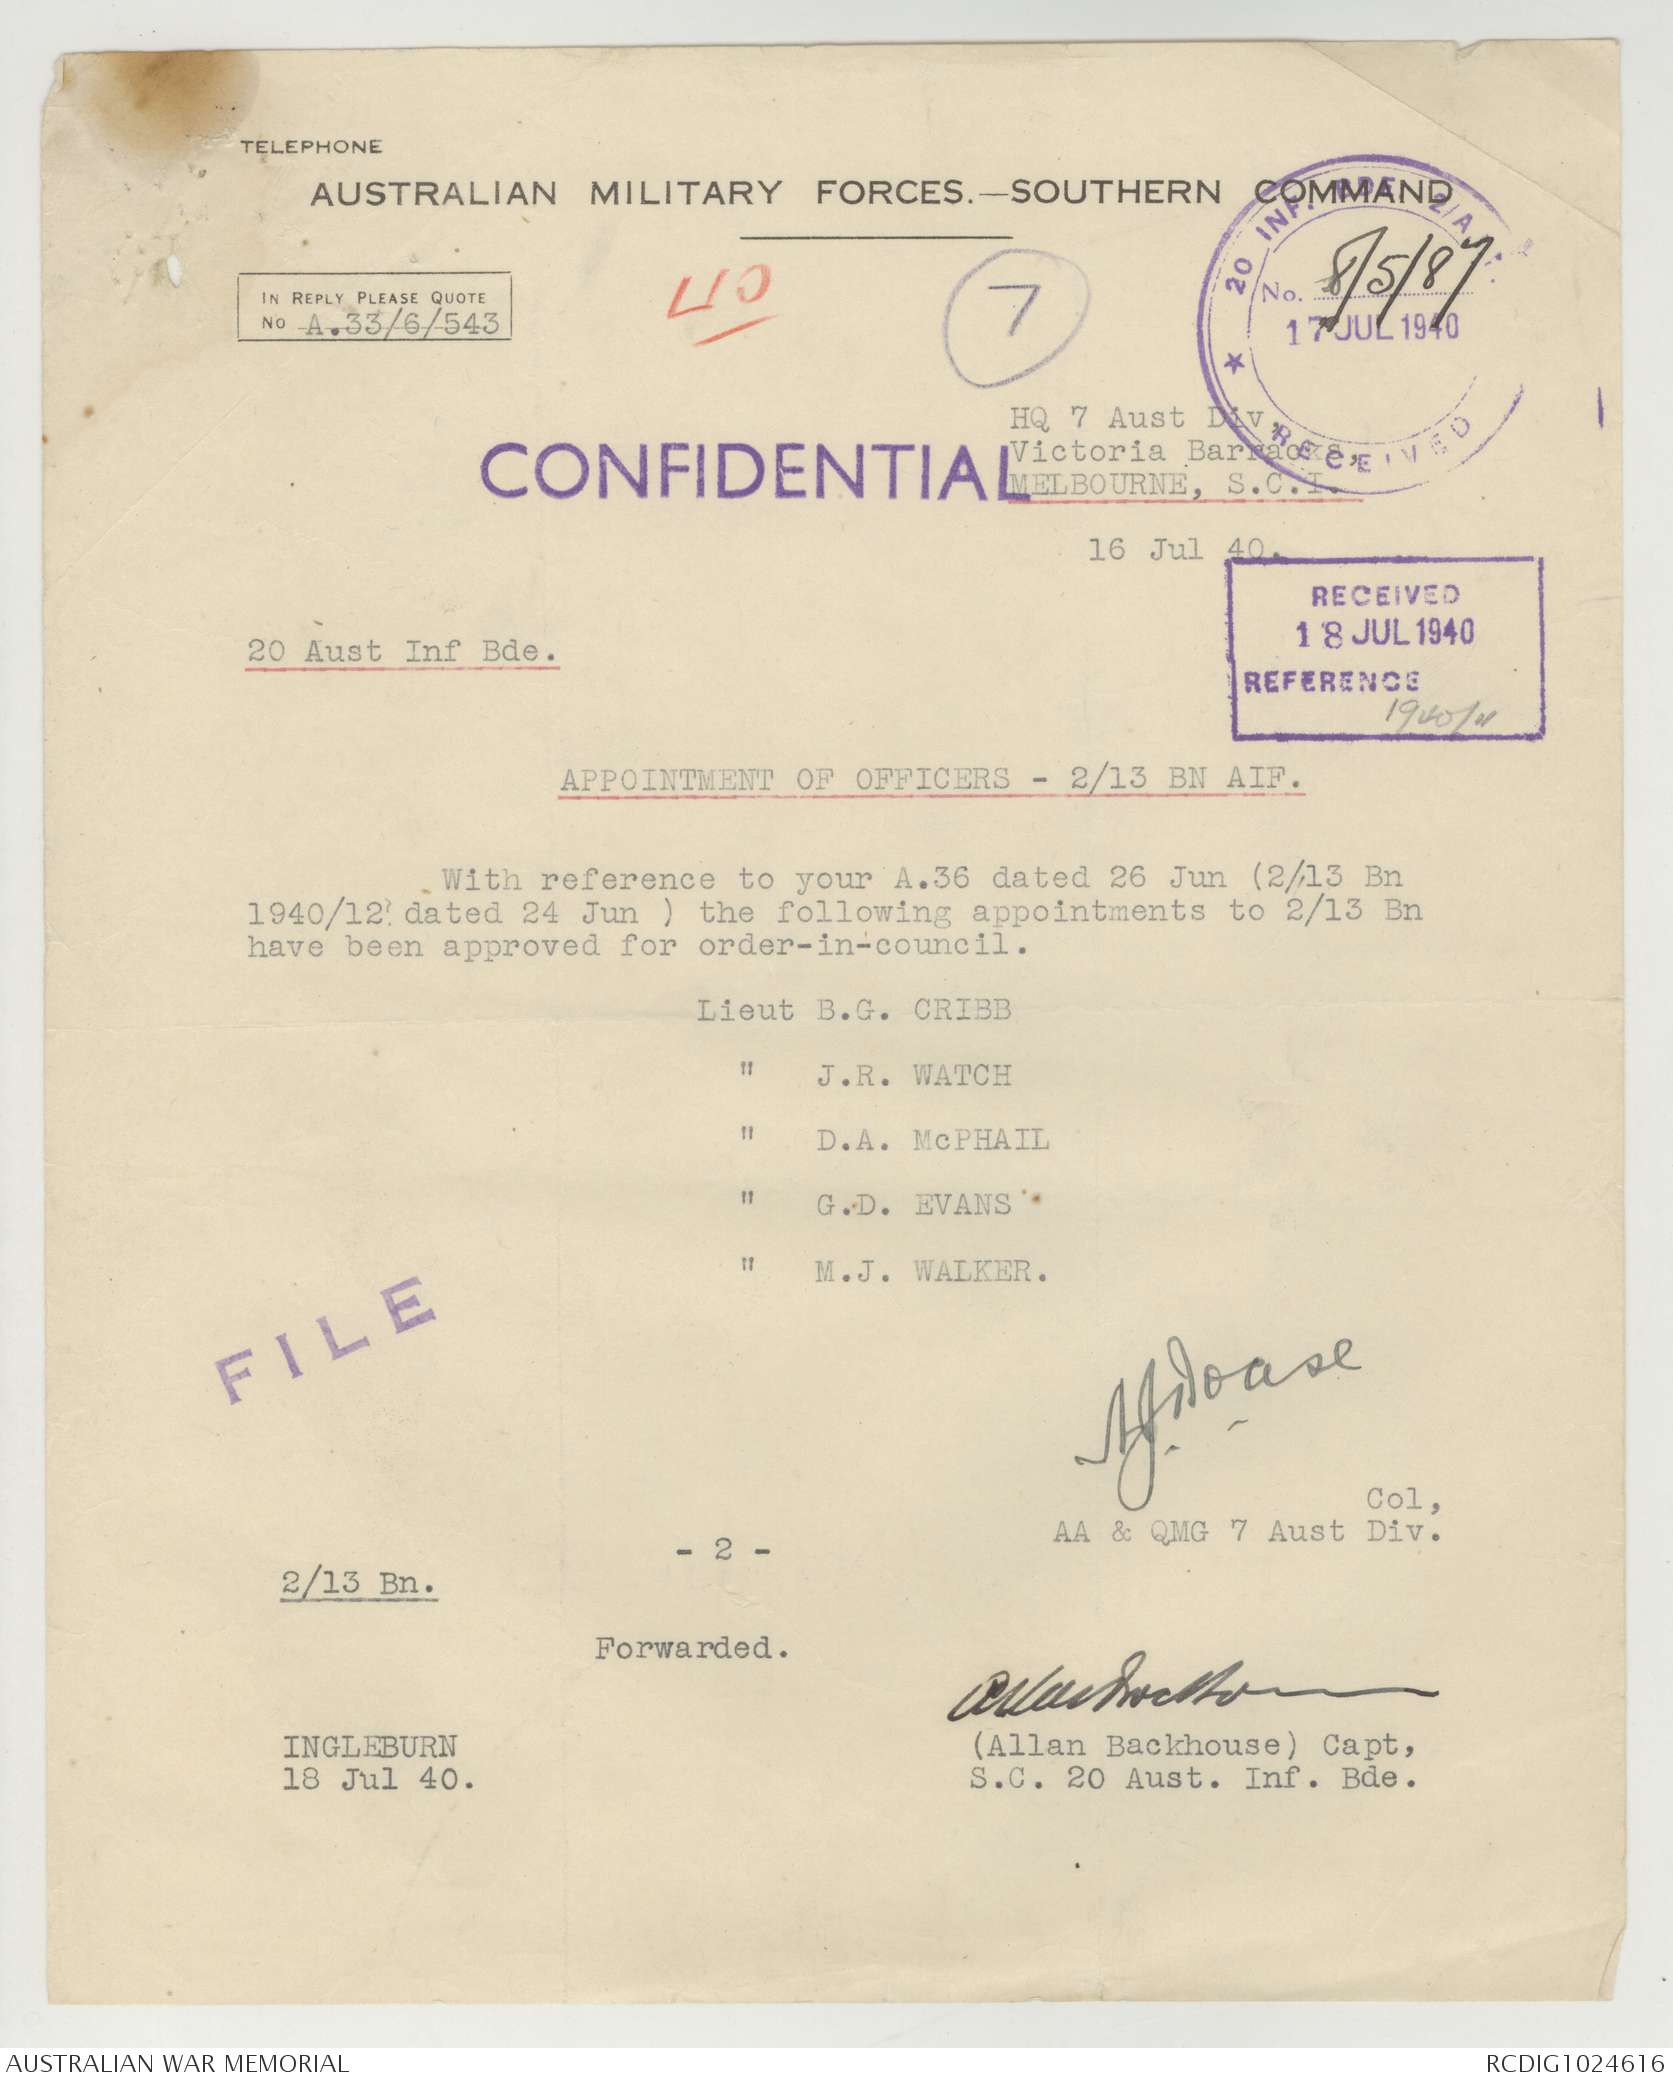 TELEPHONE
AUSTRALIAN MILITARY FORCES.—SOUTHERN COMMAND
IN REPLY PLEASE QUOTE
No A.33/6/543
7
20 INF. BDE. 2/A
No. 8/5/87
17 JUL 1940
★ RECEIVED
HQ 7 Aust Div,
Victoria Barracks,
MELBOURNE, S.C.1.
CONFIDENTIAL
16 Jul 40.
RECEIVED
18 JUL 1940
REFERENCE
20 Aust Inf Bde.
APPOINTMENT OF OFFICERS - 2/13 BN AIF.
With reference to your A.36 dated 26 Jun (2/13 Bn
1940/12? dated 24 Jun ) the following appointments to 2/13 Bn
have been approved for order-in-council.
Lieut B.G. CRIBB
" J.R. WATCH
" D.A. McPHAIL
" G.D. EVANS
" M.J. WALKER.
FILE
Col,
AA & QMG 7 Aust Div.
- 2 -
2/13 Bn.
Forwarded.
(Allan Backhouse) Capt,
S.C. 20 Aust. Inf. Bde.
INGLEBURN
18 Jul 40.
AUSTRALIAN WAR MEMORIAL
RCDIG1024616